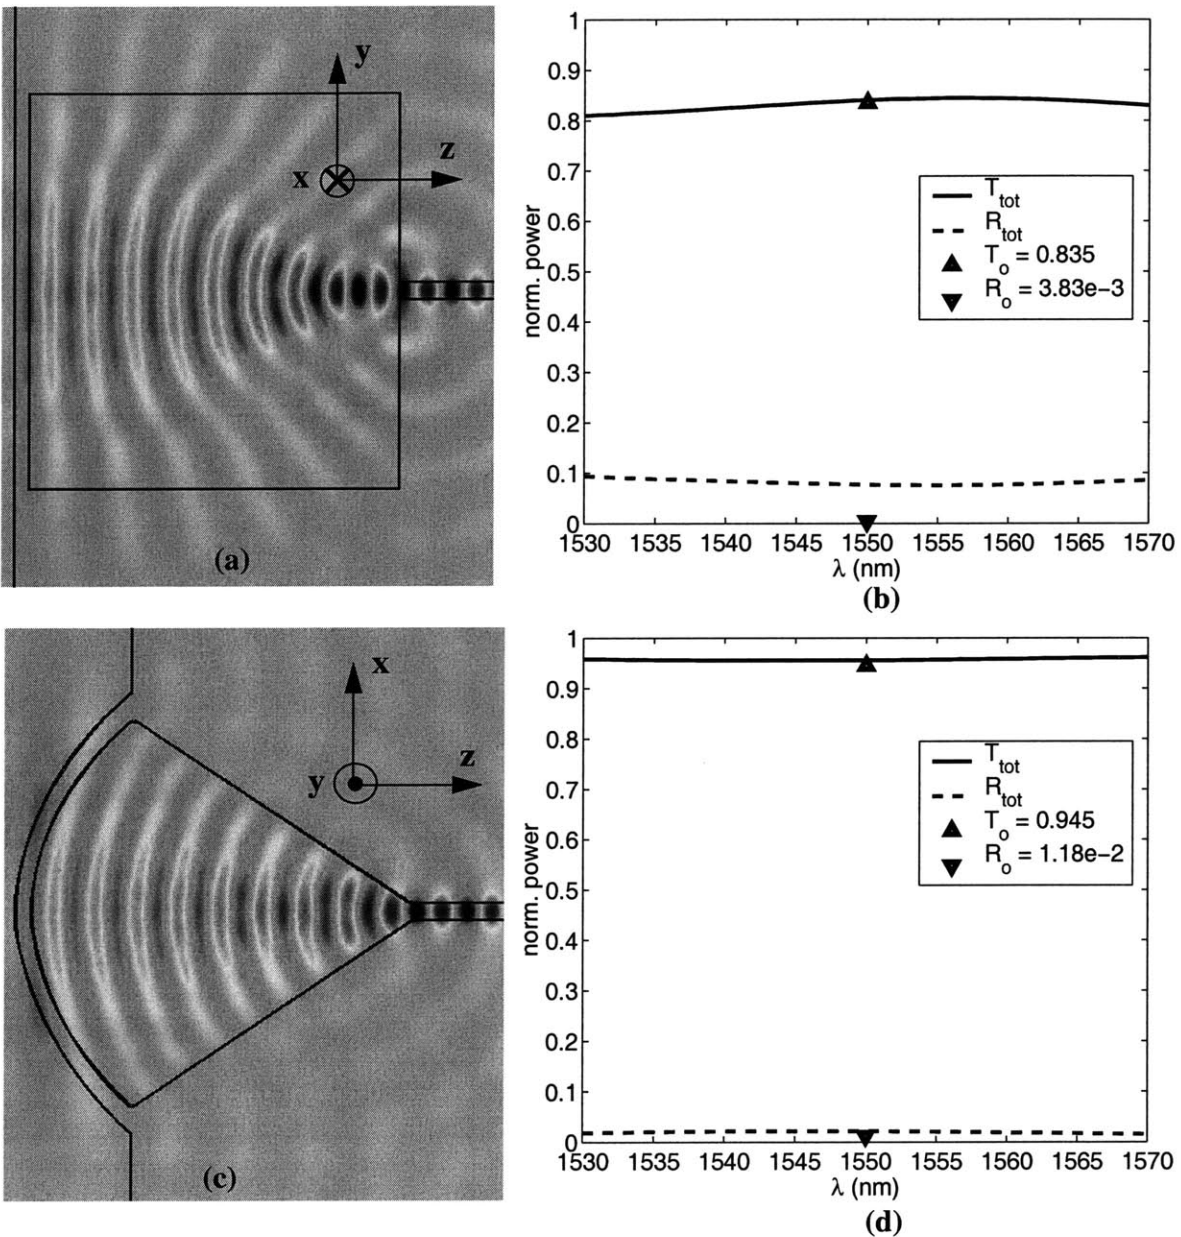 y
z
x
(a)
1
0.9
0.8
0.7
0.6
0.5
0.4
0.3
0.2
0.1
0
norm. power
T_tot
R_tot
T_o = 0.835
R_o = 3.83e−3
1530 1535 1540 1545 1550 1555 1560 1565 1570
λ (nm)
(b)
x
z
y
(c)
1
0.9
0.8
0.7
0.6
0.5
0.4
0.3
0.2
0.1
0
norm. power
T_tot
R_tot
T_o = 0.945
R_o = 1.18e−2
1530 1535 1540 1545 1550 1555 1560 1565 1570
λ (nm)
(d)